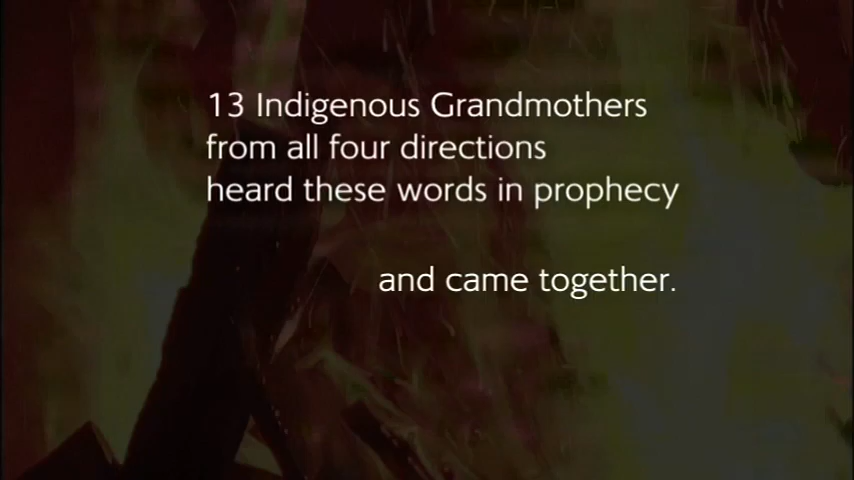 13 Indigenous Grandmothers
from all four directions
heard these words in prophecy
and came together.